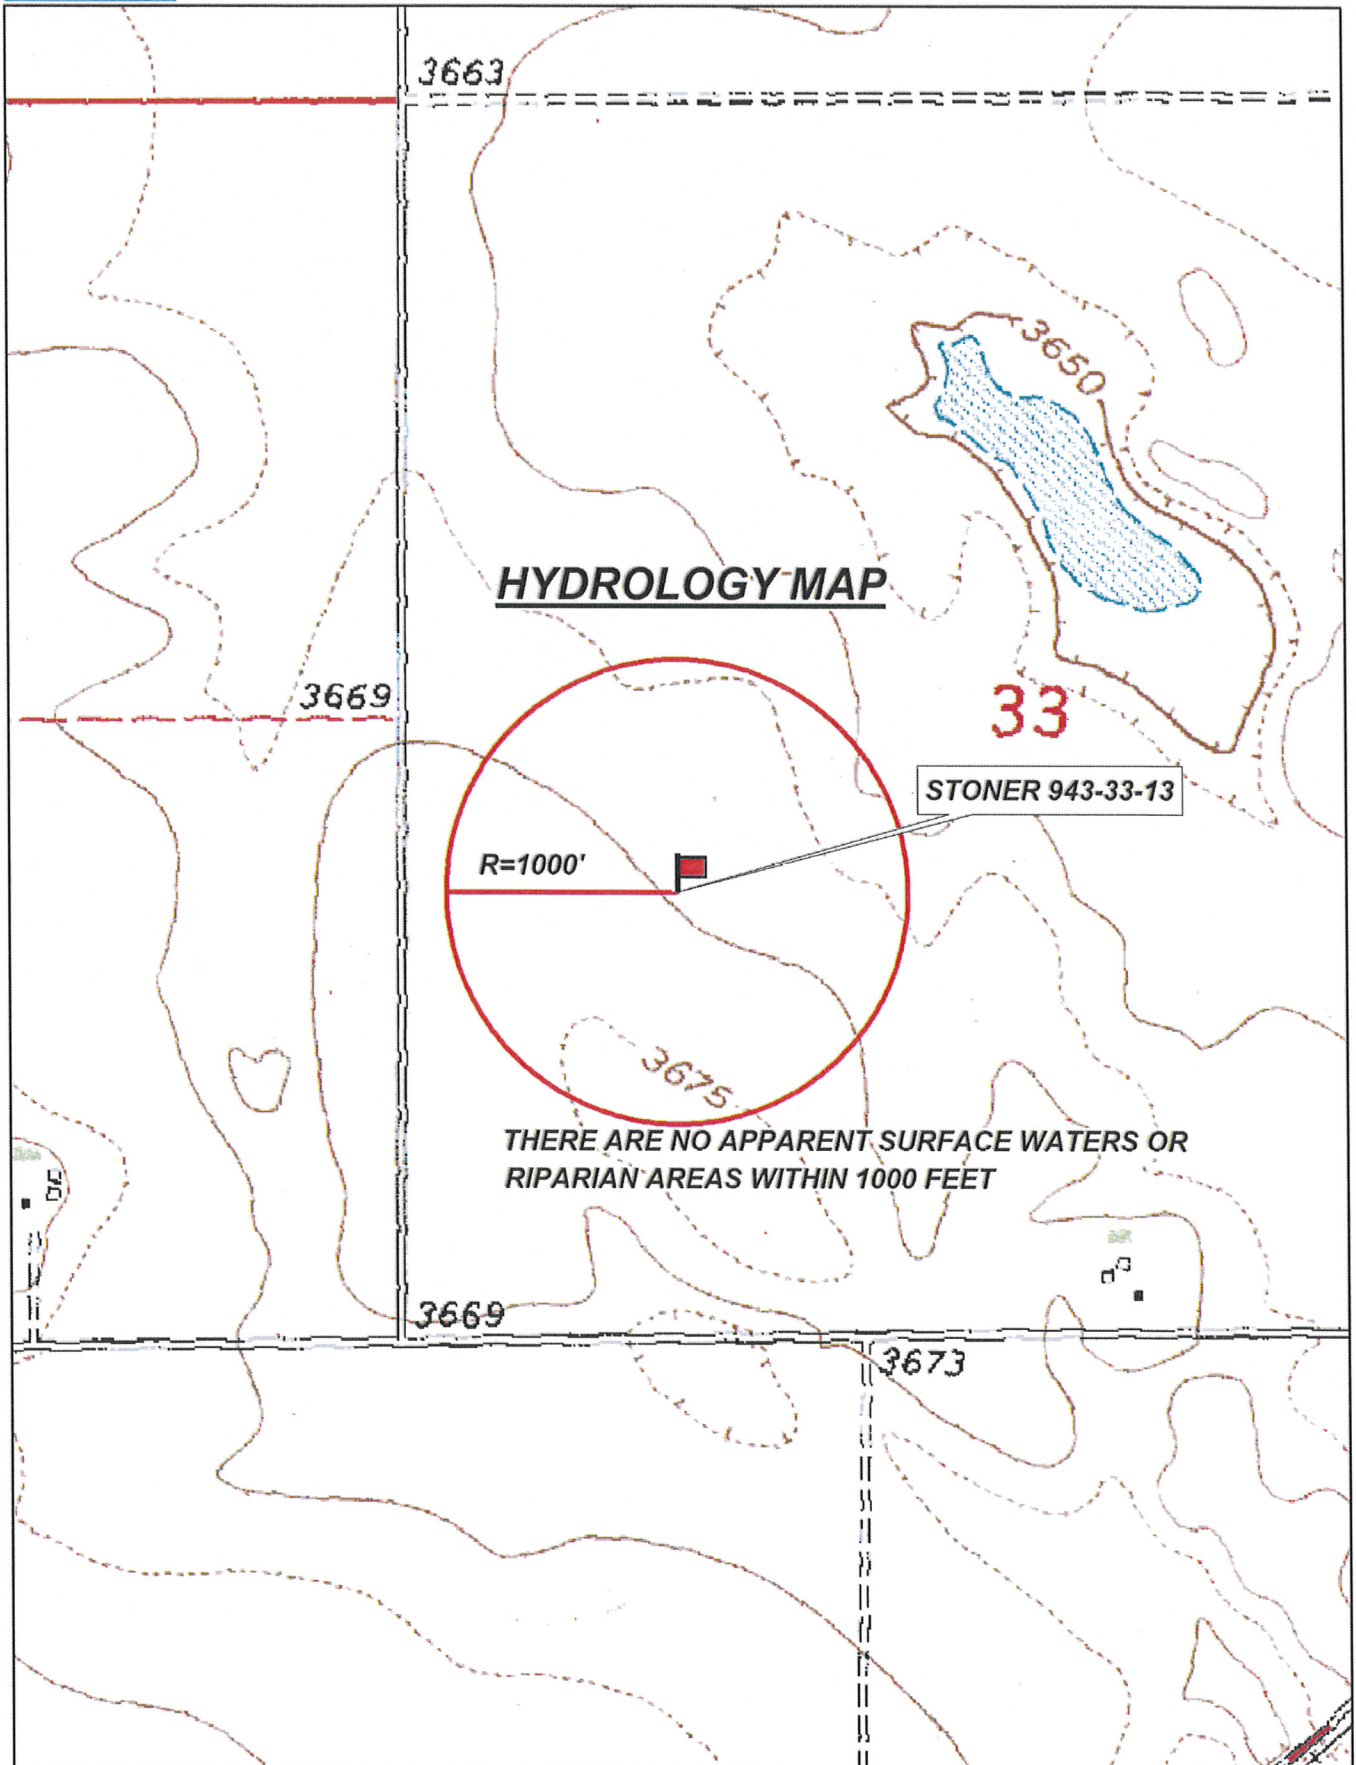 3663
3650
HYDROLOGY MAP
3669
33
STONER 943-33-13
R=1000'
3675
THERE ARE NO APPARENT SURFACE WATERS OR
RIPARIAN AREAS WITHIN 1000 FEET
3669
3673